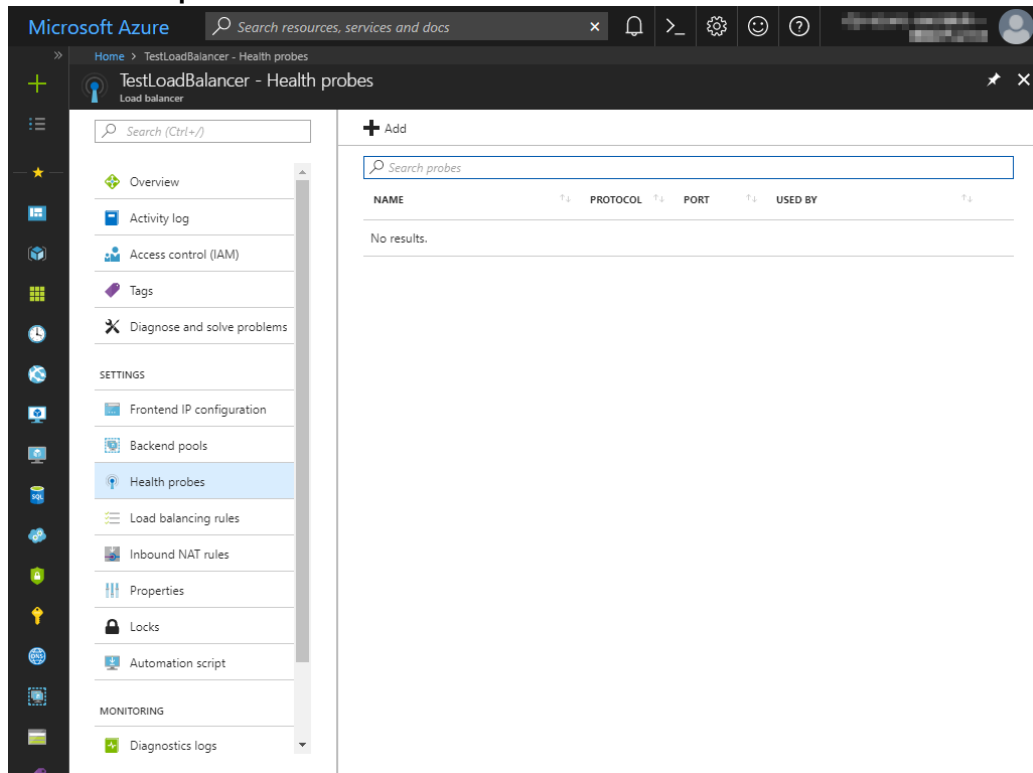 Microsoft Azure
Search resources, services and docs
Home > TestLoadBalancer - Health probes
TestLoadBalancer - Health probes
Load balancer
Search (Ctrl+/)
Overview
Activity log
Access control (IAM)
Tags
Diagnose and solve problems
SETTINGS
Frontend IP configuration
Backend pools
Health probes
Load balancing rules
Inbound NAT rules
Properties
Locks
Automation script
MONITORING
Diagnostics logs
Add
Search probes
NAME PROTOCOL PORT USED BY
No results.
SQL
DNS